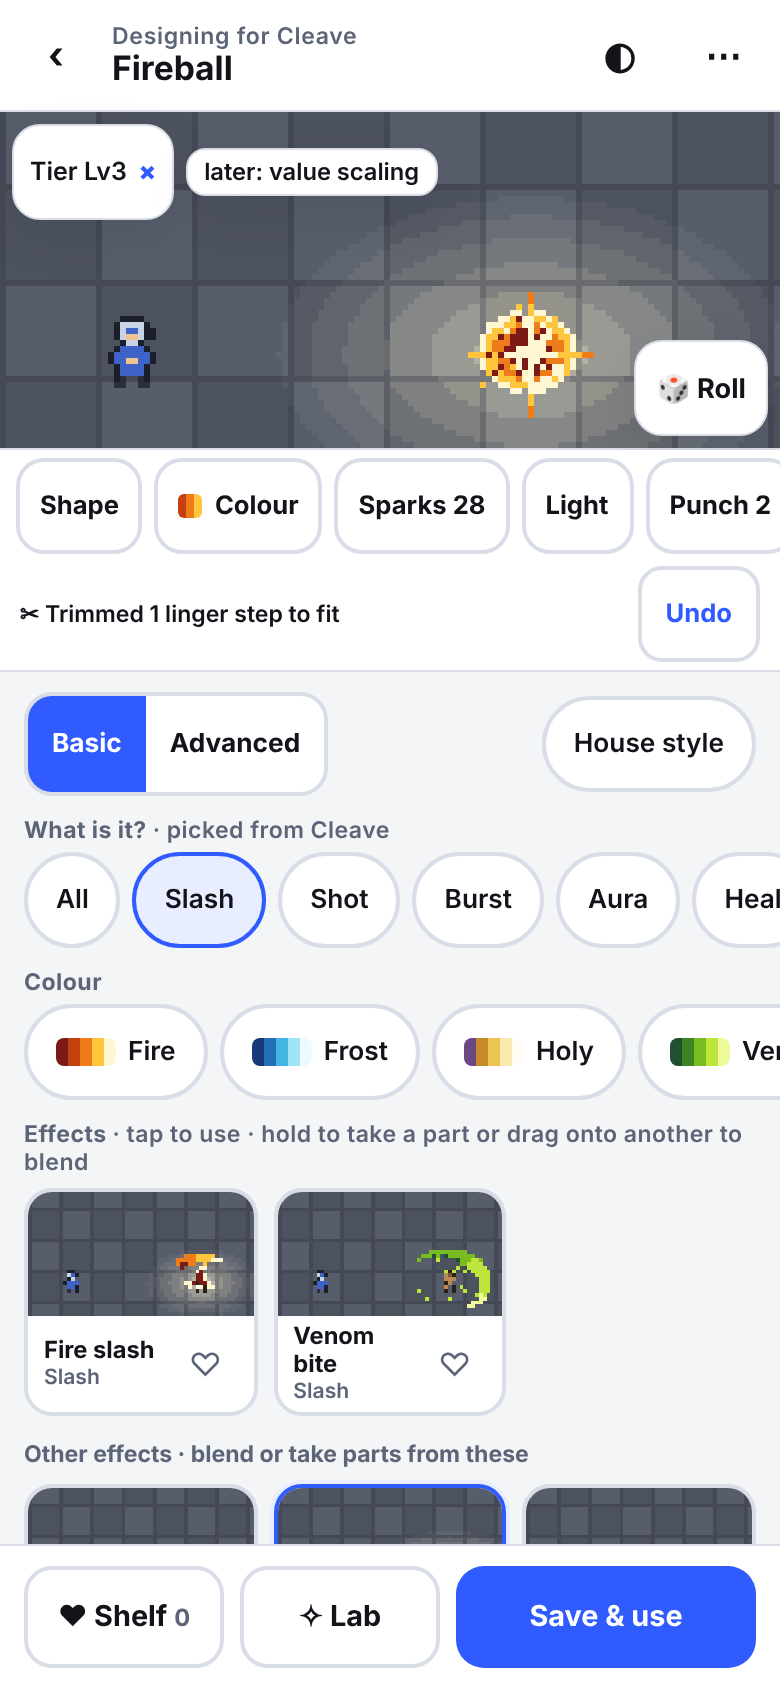 Designing for Cleave
Fireball
Tier Lv3 ×
later: value scaling
Roll
Shape
Colour
Sparks 28
Light
Punch 2
✂ Trimmed 1 linger step to fit
Undo
Basic
Advanced
House style
What is it? · picked from Cleave
All
Slash
Shot
Burst
Aura
Heal
Colour
Fire
Frost
Holy
Ver
Effects · tap to use · hold to take a part or drag onto another to
blend
Fire slash
Slash
Venom
bite
Slash
Other effects · blend or take parts from these
♥ Shelf 0
✧ Lab
Save & use